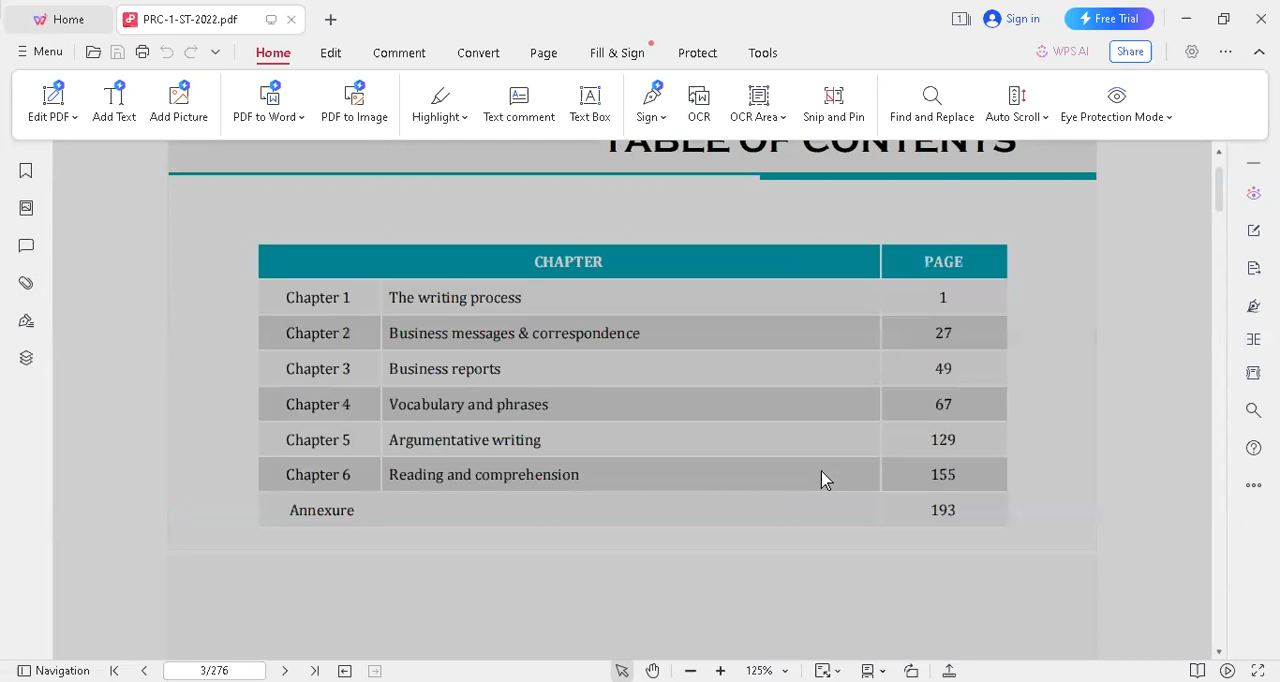 Home PRC-1-ST-2022.pdf Sign in Free Trial
Menu Home Edit Comment Convert Page Fill & Sign Protect Tools WPS AI Share
Edit PDF Add Text Add Picture PDF to Word PDF to Image Highlight Text comment Text Box Sign OCR OCR Area Snip and Pin Find and Replace Auto Scroll Eye Protection Mode
TABLE OF CONTENTS
CHAPTER PAGE
Chapter 1 The writing process 1
Chapter 2 Business messages & correspondence 27
Chapter 3 Business reports 49
Chapter 4 Vocabulary and phrases 67
Chapter 5 Argumentative writing 129
Chapter 6 Reading and comprehension 155
Annexure 193
Navigation 3/276 125%